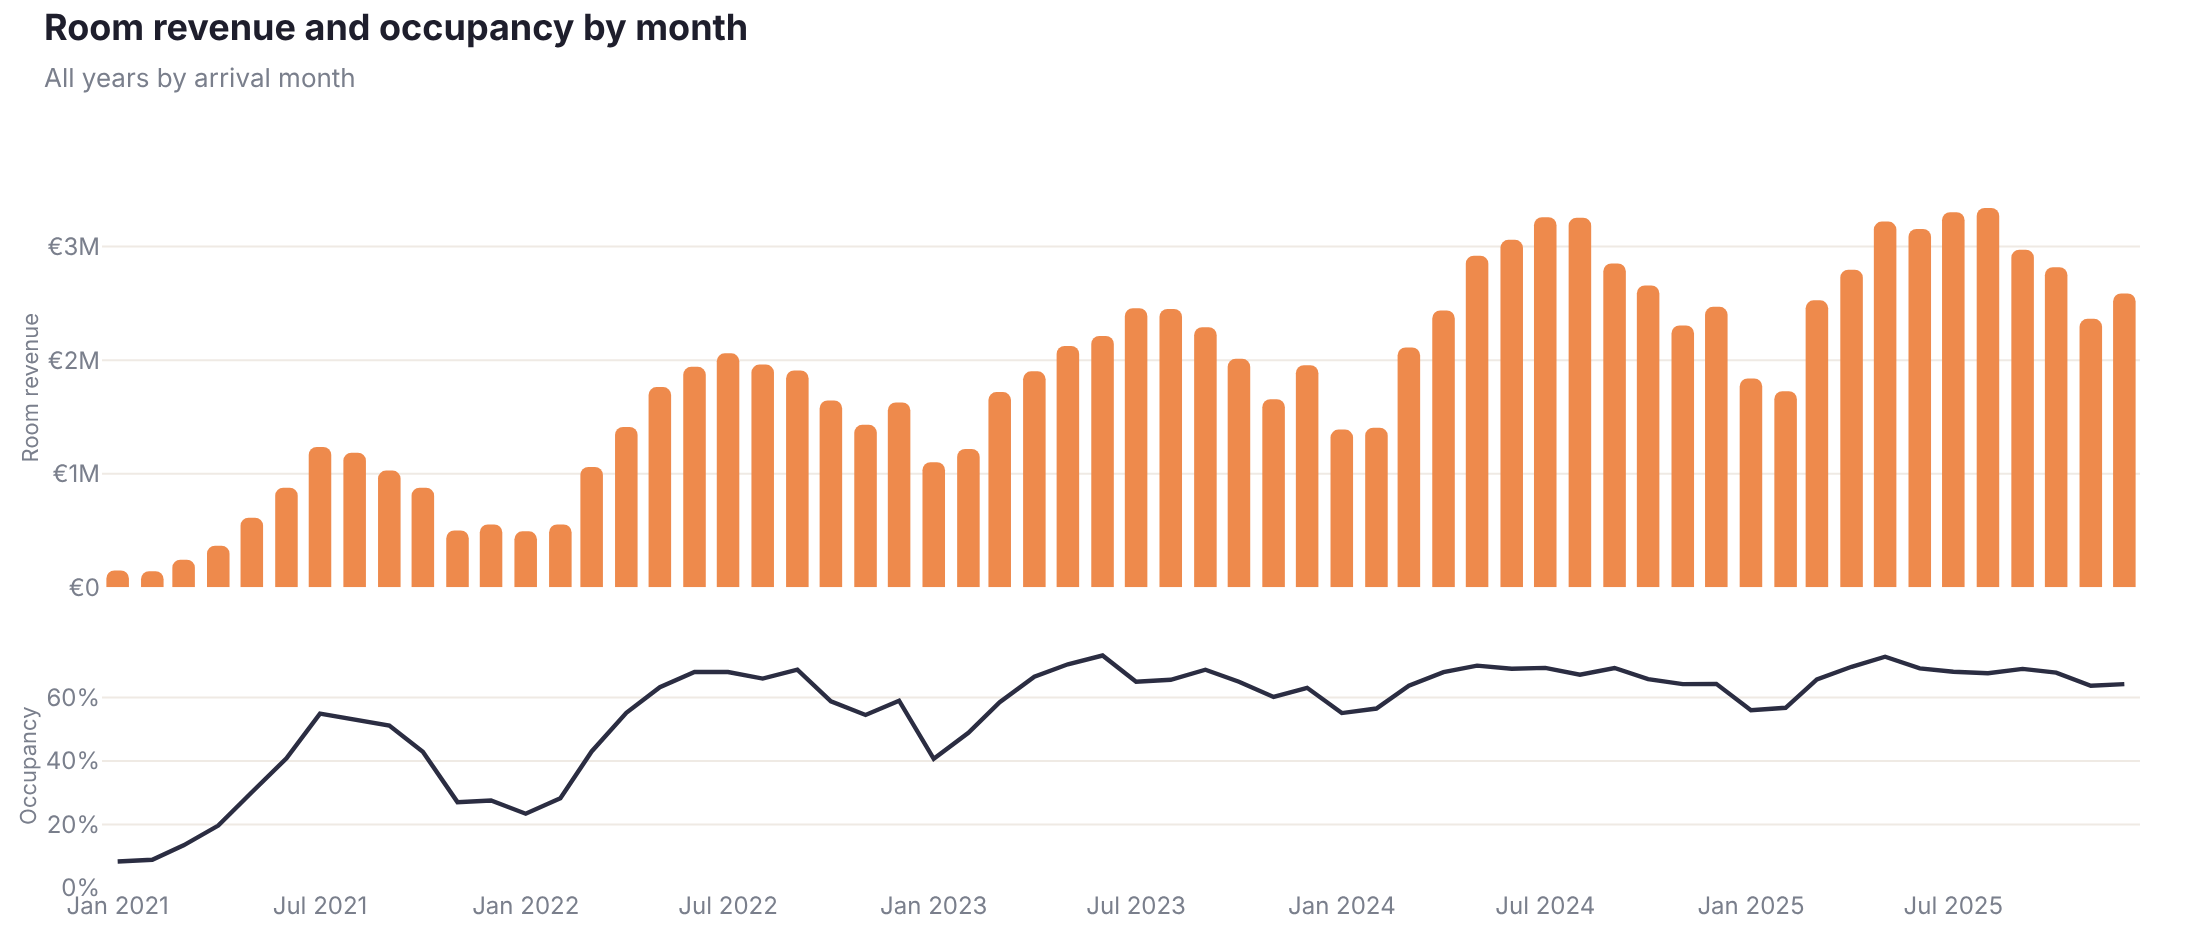 Room revenue and occupancy by month
All years by arrival month
Room revenue
€3M
€2M
€1M
€0
Occupancy
60%
40%
20%
0%
Jan 2021
Jul 2021
Jan 2022
Jul 2022
Jan 2023
Jul 2023
Jan 2024
Jul 2024
Jan 2025
Jul 2025